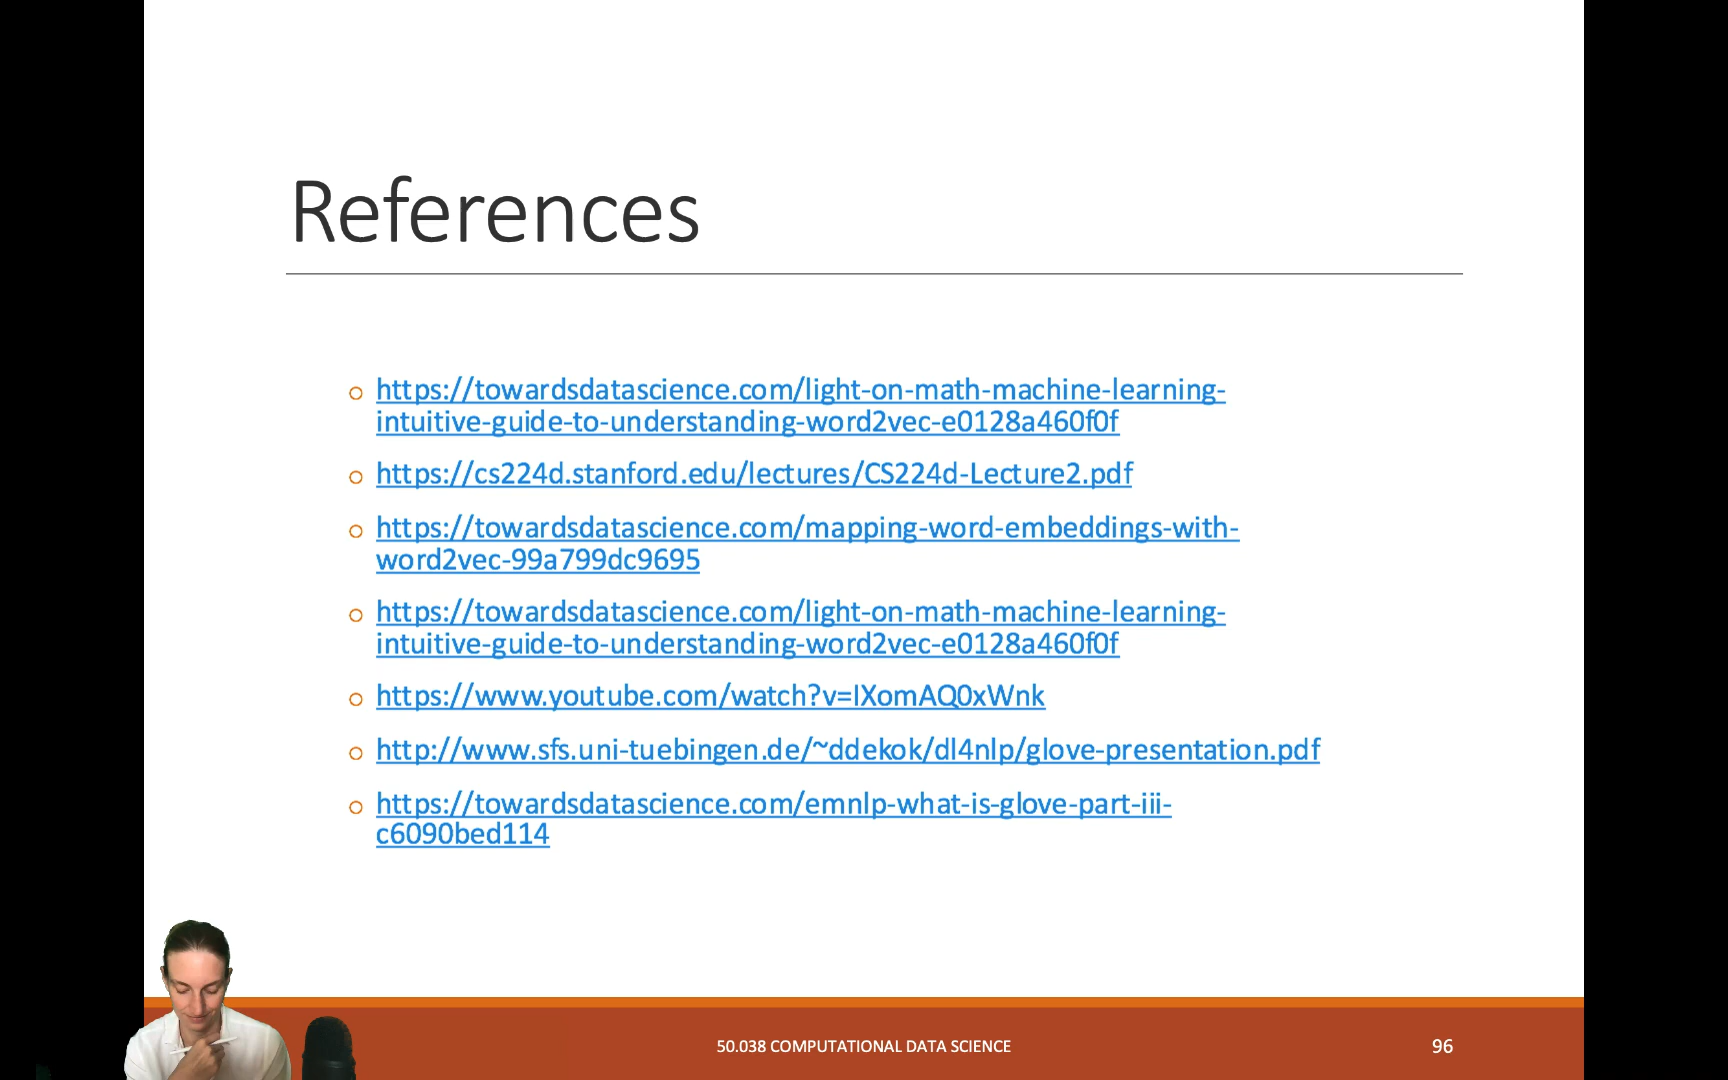 References
https://towardsdatascience.com/light-on-math-machine-learning-
intuitive-guide-to-understanding-word2vec-e0128a460f0f
https://cs224d.stanford.edu/lectures/CS224d-Lecture2.pdf
https://towardsdatascience.com/mapping-word-embeddings-with-
word2vec-99a799dc9695
https://towardsdatascience.com/light-on-math-machine-learning-
intuitive-guide-to-understanding-word2vec-e0128a460f0f
https://www.youtube.com/watch?v=IXomAQ0xWnk
http://www.sfs.uni-tuebingen.de/~ddekok/dl4nlp/glove-presentation.pdf
https://towardsdatascience.com/emnlp-what-is-glove-part-iii-
c6090bed114
50.038 COMPUTATIONAL DATA SCIENCE
96